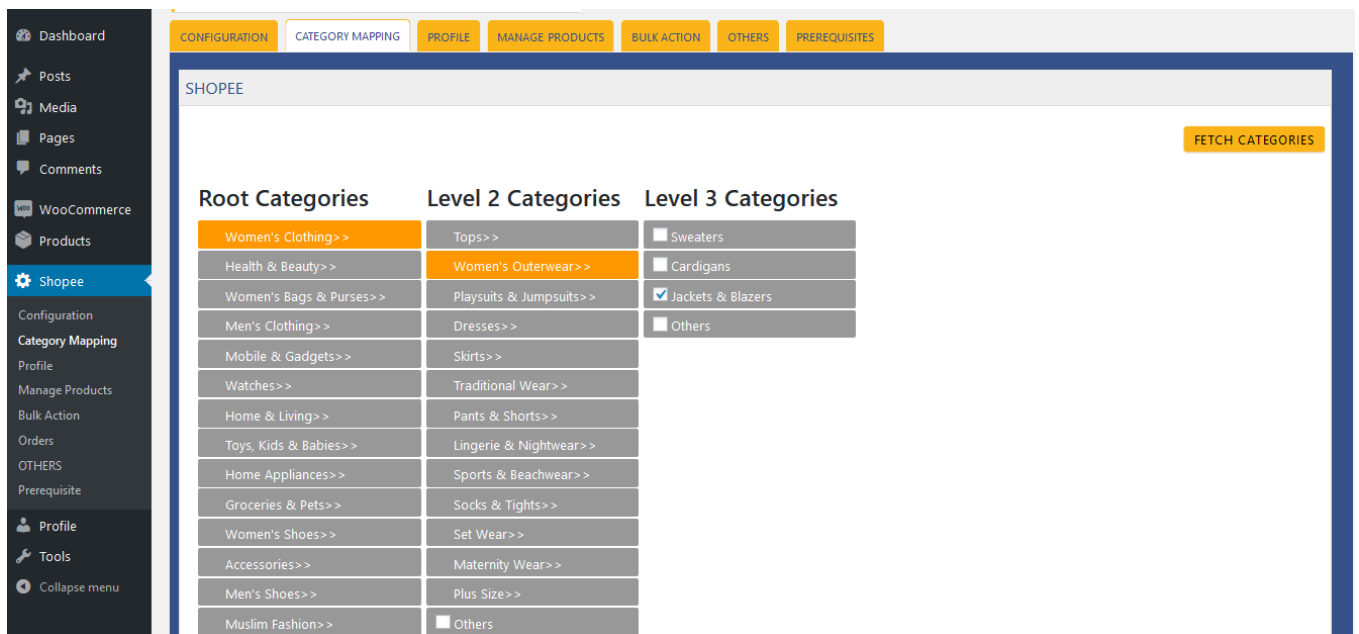 Dashboard
Posts
Media
Pages
Comments
WooCommerce
Products
Shopee
Configuration
Category Mapping
Profile
Manage Products
Bulk Action
Orders
OTHERS
Prerequisite
Profile
Tools
Collapse menu
CONFIGURATION
CATEGORY MAPPING
PROFILE
MANAGE PRODUCTS
BULK ACTION
OTHERS
PREREQUISITES
SHOPEE
FETCH CATEGORIES
Root Categories
Women's Clothing>>
Health & Beauty>>
Women's Bags & Purses>>
Men's Clothing>>
Mobile & Gadgets>>
Watches>>
Home & Living>>
Toys, Kids & Babies>>
Home Appliances>>
Groceries & Pets>>
Women's Shoes>>
Accessories>>
Men's Shoes>>
Muslim Fashion>>
Level 2 Categories
Tops>>
Women's Outerwear>>
Playsuits & Jumpsuits>>
Dresses>>
Skirts>>
Traditional Wear>>
Pants & Shorts>>
Lingerie & Nightwear>>
Sports & Beachwear>>
Socks & Tights>>
Set Wear>>
Maternity Wear>>
Plus Size>>
Others
Level 3 Categories
Sweaters
Cardigans
Jackets & Blazers
Others